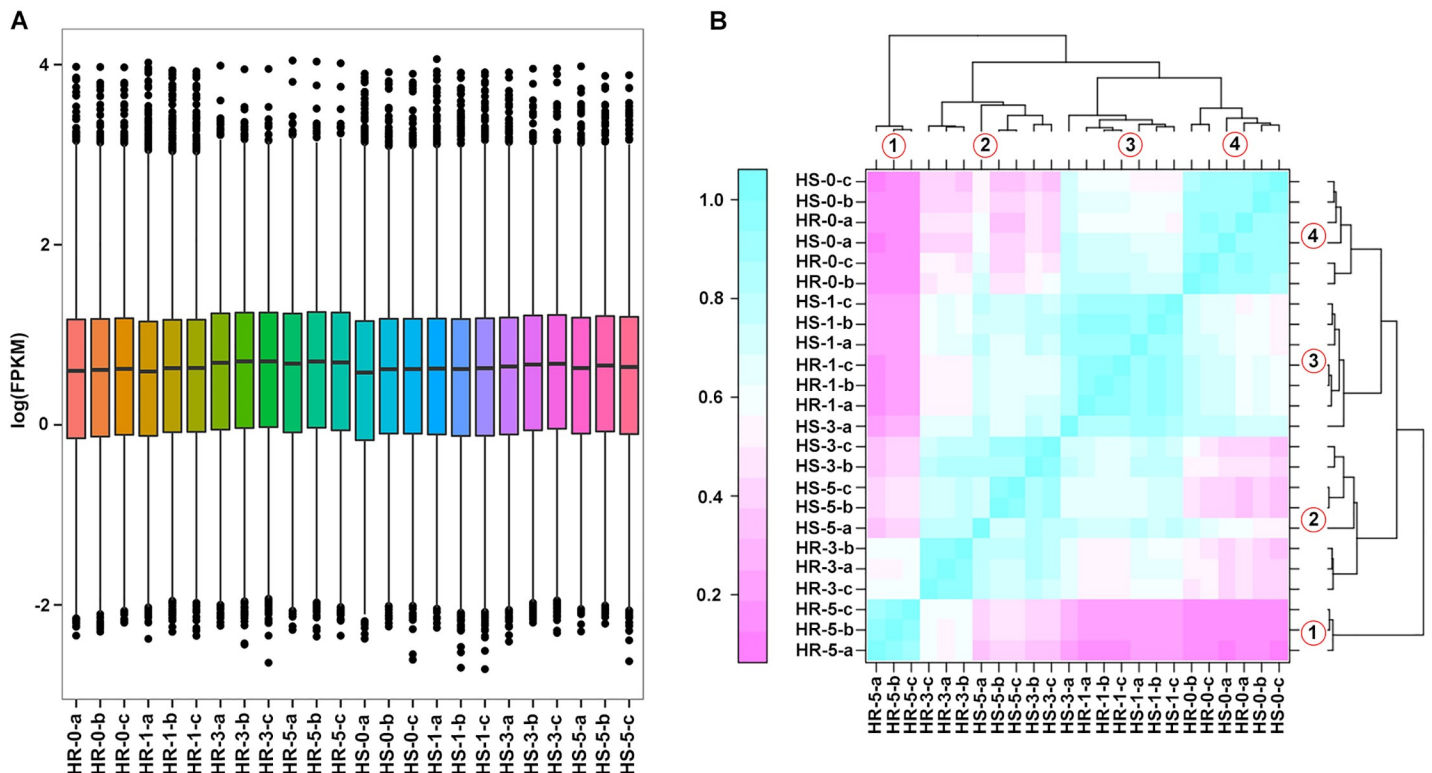 A
B
log(FPKM)
4
2
0
-2
HR-0-a
HR-0-b
HR-0-c
HR-1-a
HR-1-b
HR-1-c
HR-3-a
HR-3-b
HR-3-c
HR-5-a
HR-5-b
HR-5-c
HS-0-a
HS-0-b
HS-0-c
HS-1-a
HS-1-b
HS-1-c
HS-3-a
HS-3-b
HS-3-c
HS-5-a
HS-5-b
HS-5-c
1
2
3
4
1.0
0.8
0.6
0.4
0.2
HS-0-c
HS-0-b
HR-0-a
HS-0-a
HR-0-c
HR-0-b
HS-1-c
HS-1-b
HS-1-a
HR-1-c
HR-1-b
HR-1-a
HS-3-a
HS-3-c
HS-3-b
HS-5-c
HS-5-b
HS-5-a
HR-3-b
HR-3-a
HR-3-c
HR-5-c
HR-5-b
HR-5-a
4
3
2
1
HR-5-a
HR-5-b
HR-5-c
HR-3-c
HR-3-a
HR-3-b
HS-5-a
HS-5-b
HS-5-c
HS-3-b
HS-3-c
HS-3-a
HR-1-a
HR-1-b
HR-1-c
HS-1-a
HS-1-b
HS-1-c
HR-0-b
HR-0-c
HS-0-a
HR-0-a
HS-0-b
HS-0-c